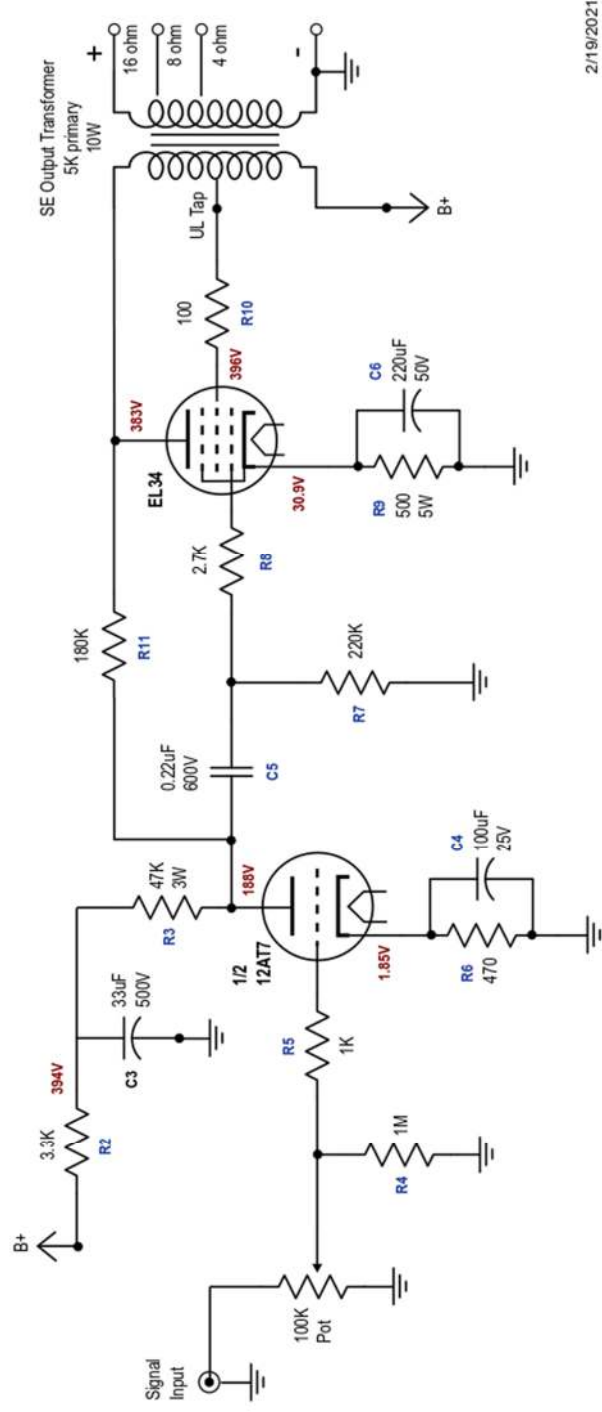 B+
3.3K
R2
394V
33uF
500V
C3
47K
3W
R3
188V
1/2
12AT7
Signal
Input
100K
Pot
1M
R4
R5
1K
1.85V
C4
100uF
25V
R6
470
0.22uF
600V
C5
220K
R7
180K
R11
2.7K
R8
EL34
383V
396V
30.9V
100
R10
UL Tap
C6
220uF
50V
R9
500
5W
SE Output Transformer
5K primary
10W
B+
+
16 ohm
8 ohm
4 ohm
-
2/19/2021